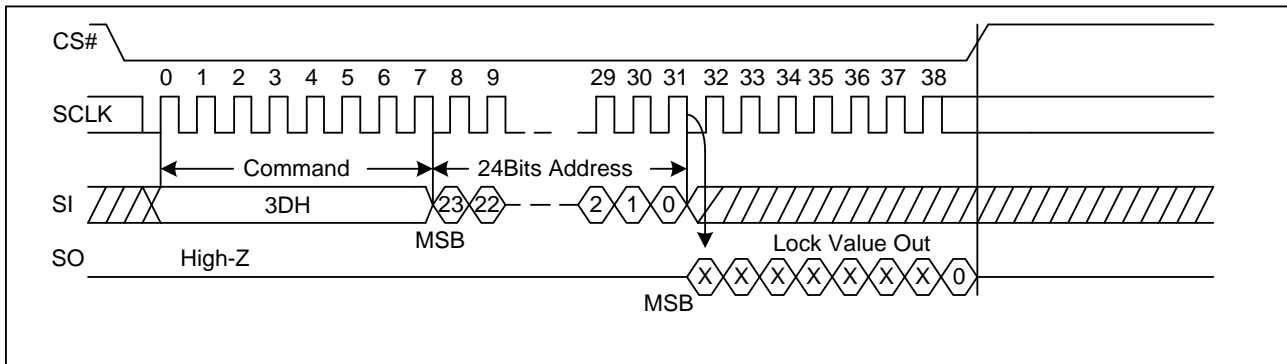 CS#
0 1 2 3 4 5 6 7 8 9 29 30 31 32 33 34 35 36 37 38
SCLK
Command 24Bits Address
SI 3DH 23 22 2 1 0
MSB
SO High-Z Lock Value Out
X X X X X X X 0
MSB